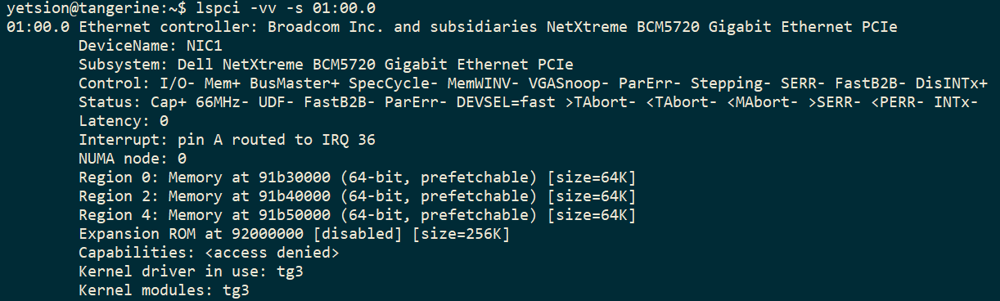 yetsion@tangerine:~$ lspci -vv -s 01:00.0
01:00.0 Ethernet controller: Broadcom Inc. and subsidiaries NetXtreme BCM5720 Gigabit Ethernet PCIe
DeviceName: NIC1
Subsystem: Dell NetXtreme BCM5720 Gigabit Ethernet PCIe
Control: I/O- Mem+ BusMaster+ SpecCycle- MemWINV- VGASnoop- ParErr- Stepping- SERR- FastB2B- DisINTx+
Status: Cap+ 66MHz- UDF- FastB2B- ParErr- DEVSEL=fast >TAbort- <TAbort- <MAbort- >SERR- <PERR- INTx-
Latency: 0
Interrupt: pin A routed to IRQ 36
NUMA node: 0
Region 0: Memory at 91b30000 (64-bit, prefetchable) [size=64K]
Region 2: Memory at 91b40000 (64-bit, prefetchable) [size=64K]
Region 4: Memory at 91b50000 (64-bit, prefetchable) [size=64K]
Expansion ROM at 92000000 [disabled] [size=256K]
Capabilities: <access denied>
Kernel driver in use: tg3
Kernel modules: tg3